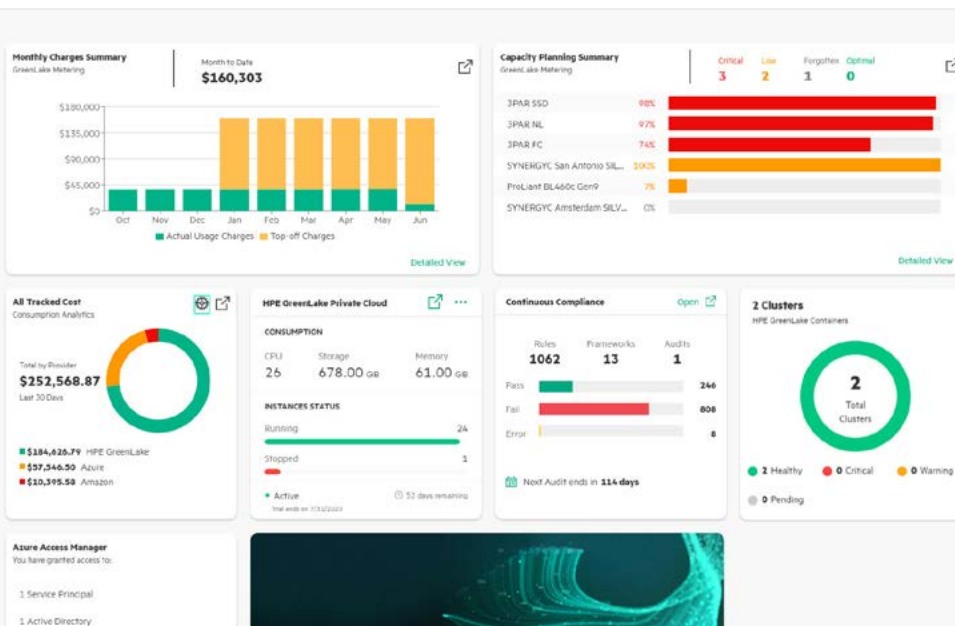 Monthly Charges Summary
GreenLake Metering
Month to Date
$160,303
$180,000
$135,000
$90,000
$45,000
$0
Oct Nov Dec Jan Feb Mar Apr May Jun
Actual Usage Charges Top-off Charges
Detailed View
Capacity Planning Summary
GreenLake Metering
Critical Low Forgotten Optimal
3 2 1 0
3PAR SSD 98%
3PAR NL 97%
3PAR FC 74%
SYNERGYC San Antonio SIL... 100%
ProLiant BL460c Gen9 7%
SYNERGYC Amsterdam SILV... 0%
Detailed View
All Tracked Cost
Consumption Analytics
Total by Provider
$252,568.87
Last 30 Days
$184,626.79 HPE GreenLake
$57,546.50 Azure
$10,395.58 Amazon
HPE GreenLake Private Cloud
CONSUMPTION
CPU Storage Memory
26 678.00 GB 61.00 GB
INSTANCES STATUS
Running 24
Stopped 1
Active 52 days remaining
Trial ends on 7/31/2023
Continuous Compliance Open
Rules Frameworks Audits
1062 13 1
Pass 246
Fail 808
Error 8
Next Audit ends in 114 days
2 Clusters
HPE GreenLake Containers
2
Total
Clusters
2 Healthy 0 Critical 0 Warning
0 Pending
Azure Access Manager
You have granted access to:
1 Service Principal
1 Active Directory